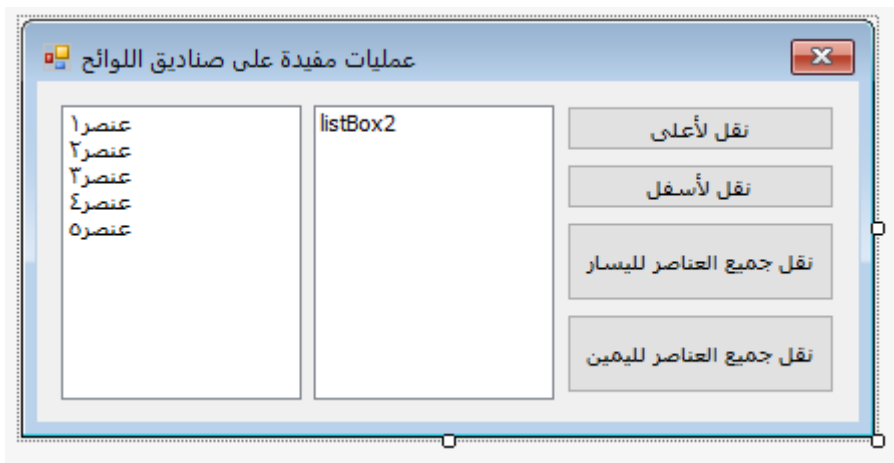 عمليات مفيدة على صناديق اللوائح
عنصر١
عنصر٢
عنصر٣
عنصر٤
عنصر٥
listBox2
نقل لأعلى
نقل لأسفل
نقل جميع العناصر لليسار
نقل جميع العناصر لليمين